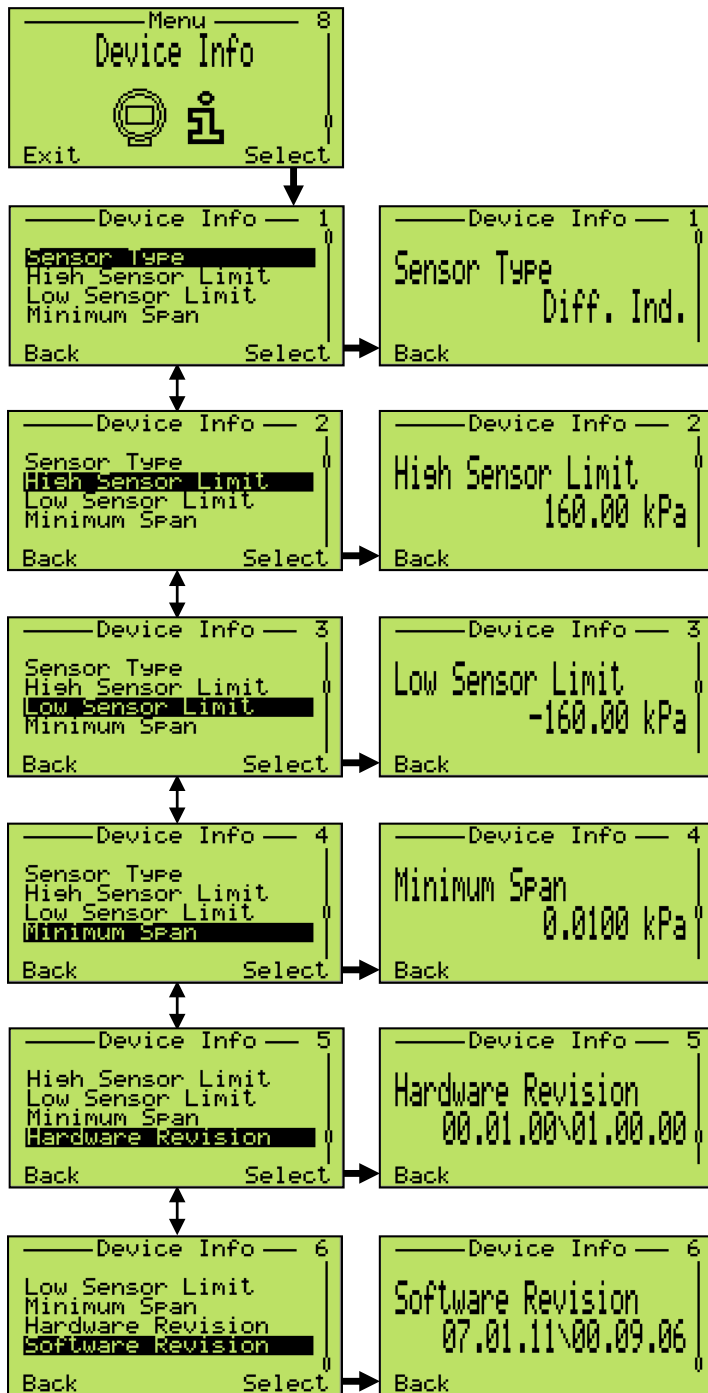 Menu 8
Device Info
Exit Select
Device Info 1
Sensor Type
High Sensor Limit
Low Sensor Limit
Minimum Span
Back Select
Device Info 1
Sensor Type
Diff. Ind.
Back
Device Info 2
Sensor Type
High Sensor Limit
Low Sensor Limit
Minimum Span
Back Select
Device Info 2
High Sensor Limit
160.00 kPa
Back
Device Info 3
Sensor Type
High Sensor Limit
Low Sensor Limit
Minimum Span
Back Select
Device Info 3
Low Sensor Limit
-160.00 kPa
Back
Device Info 4
Sensor Type
High Sensor Limit
Low Sensor Limit
Minimum Span
Back Select
Device Info 4
Minimum Span
0.0100 kPa
Back
Device Info 5
High Sensor Limit
Low Sensor Limit
Minimum Span
Hardware Revision
Back Select
Device Info 5
Hardware Revision
00.01.00\01.00.00
Back
Device Info 6
Low Sensor Limit
Minimum Span
Hardware Revision
Software Revision
Back Select
Device Info 6
Software Revision
07.01.11\00.09.06
Back